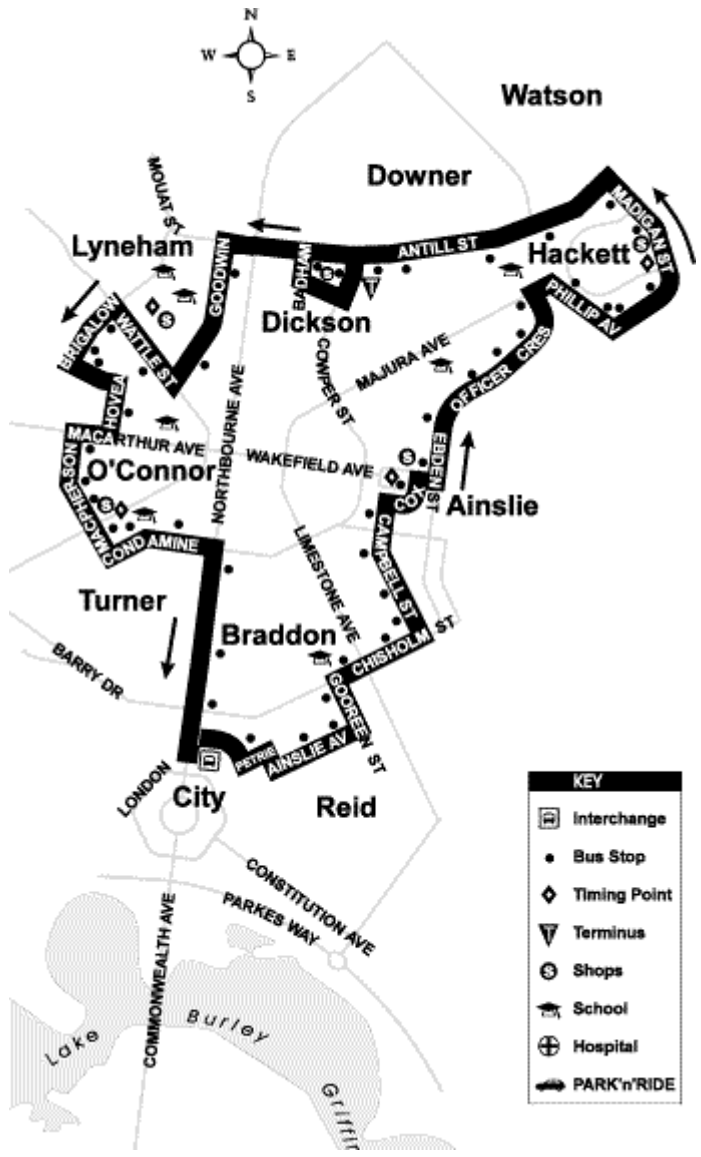 N
W
E
S
Watson
Downer
MOUAT ST
Lyneham
GOODWIN
BADHAM
ANTILL ST
Hackett
MADIGAN ST
PHILLIP AV
Dickson
COWPER ST
BRIGALOW
WATTLE ST
HOVEA
MAJURA AVE
OFFICER CRES
MACARTHUR AVE
O'Connor
NORTHBOURNE AVE
WAKEFIELD AVE
EBDEN ST
COX
Ainslie
MACPHERSON
CONDAMINE
CAMPBELL ST
LIMESTONE AVE
Turner
Braddon
CHISHOLM ST
BARRY DR
GOOREEN ST
PETRIE
AINSLIE AV
LONDON
City
Reid
CONSTITUTION AVE
PARKES WAY
COMMONWEALTH AVE
Lake
Burley
Griffin
KEY
Interchange
Bus Stop
Timing Point
T Terminus
S Shops
School
Hospital
PARK'n'RIDE